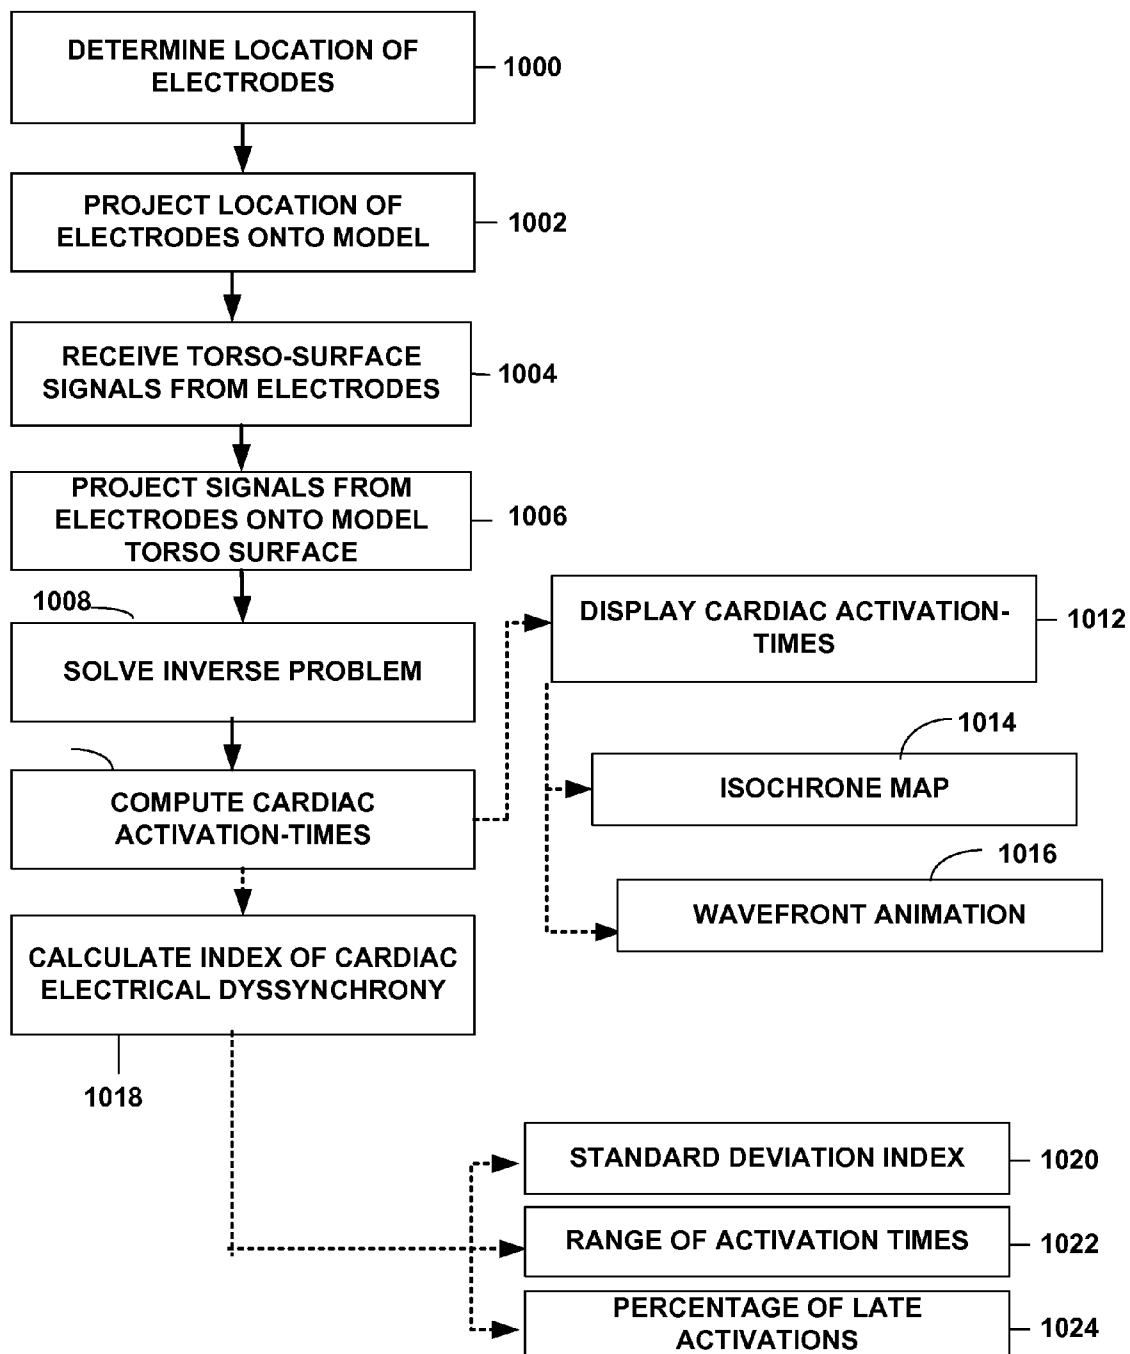 DETERMINE LOCATION OF
ELECTRODES
1000
PROJECT LOCATION OF
ELECTRODES ONTO MODEL
1002
RECEIVE TORSO-SURFACE
SIGNALS FROM ELECTRODES
1004
PROJECT SIGNALS FROM
ELECTRODES ONTO MODEL
TORSO SURFACE
1006
1008
SOLVE INVERSE PROBLEM
DISPLAY CARDIAC ACTIVATION-
TIMES
1012
1014
ISOCHRONE MAP
COMPUTE CARDIAC
ACTIVATION-TIMES
1016
WAVEFRONT ANIMATION
CALCULATE INDEX OF CARDIAC
ELECTRICAL DYSSYNCHRONY
1018
STANDARD DEVIATION INDEX
1020
RANGE OF ACTIVATION TIMES
1022
PERCENTAGE OF LATE
ACTIVATIONS
1024